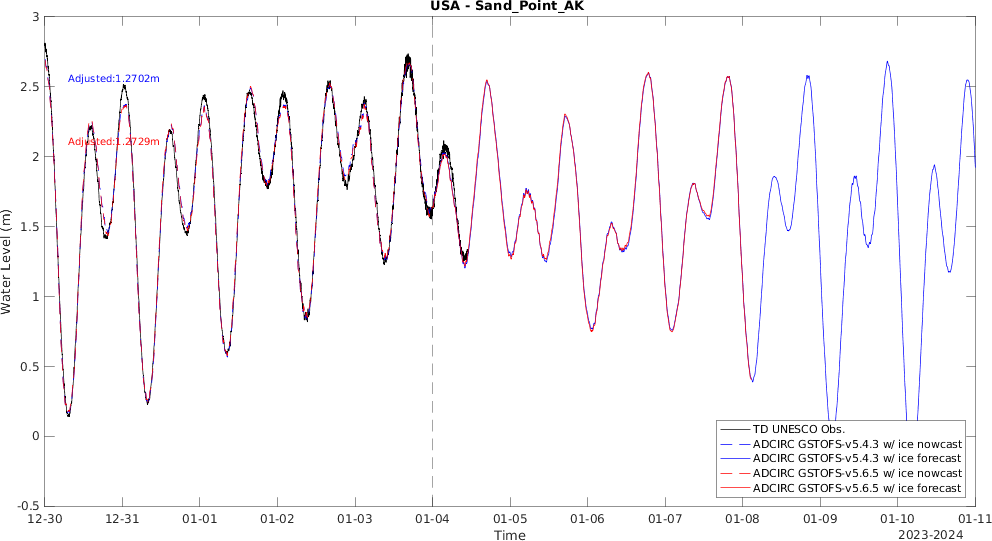 USA - Sand_Point_AK
3
2.5
2
1.5
1
0.5
0
-0.5
Water Level (m)
Adjusted:1.2702m
Adjusted:1.2729m
TD UNESCO Obs.
ADCIRC GSTOFS-v5.4.3 w/ ice nowcast
ADCIRC GSTOFS-v5.4.3 w/ ice forecast
ADCIRC GSTOFS-v5.6.5 w/ ice nowcast
ADCIRC GSTOFS-v5.6.5 w/ ice forecast
12-30 12-31 01-01 01-02 01-03 01-04 01-05 01-06 01-07 01-08 01-09 01-10 01-11
Time
2023-2024